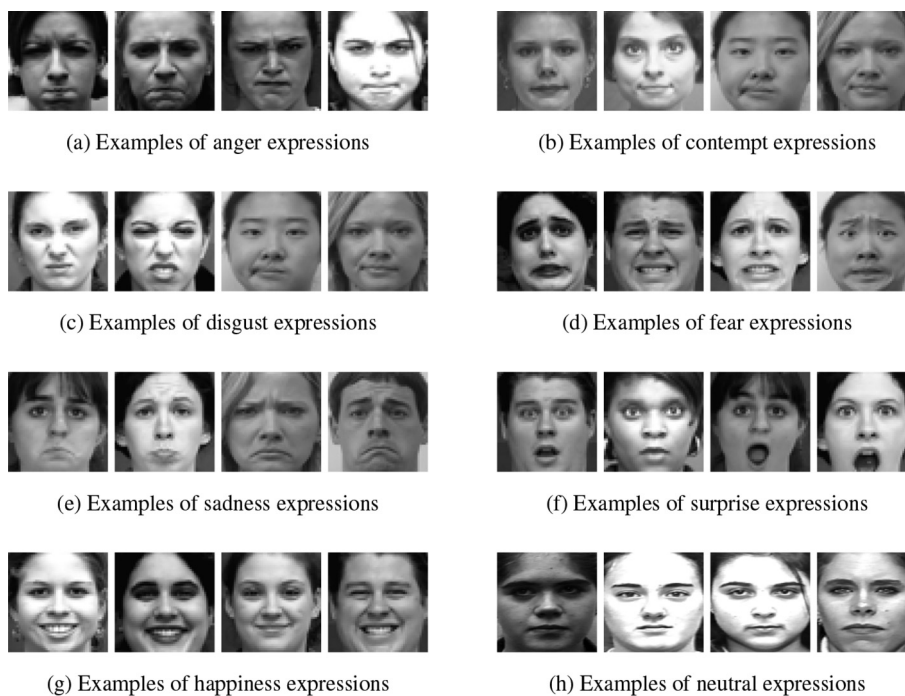 (a) Examples of anger expressions
(b) Examples of contempt expressions
(c) Examples of disgust expressions
(d) Examples of fear expressions
(e) Examples of sadness expressions
(f) Examples of surprise expressions
(g) Examples of happiness expressions
(h) Examples of neutral expressions